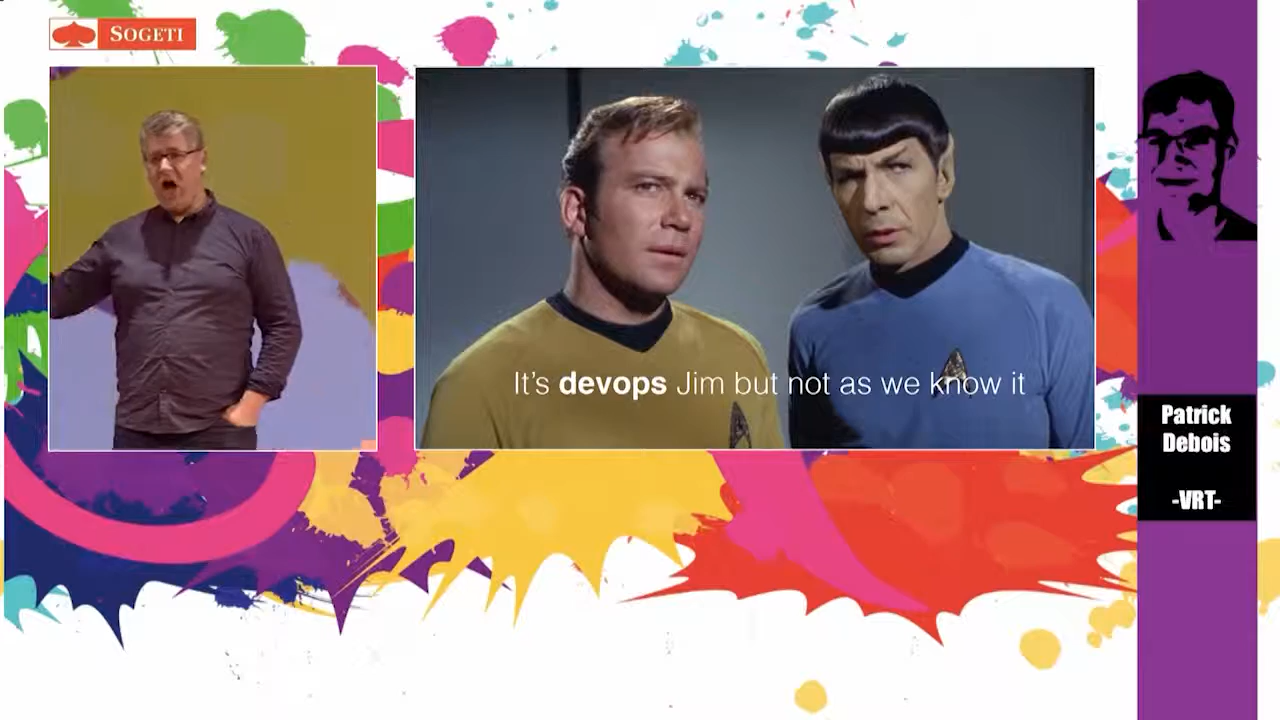 SOGETI
It's devops Jim but not as we know it
Patrick
Debois
-VRT-